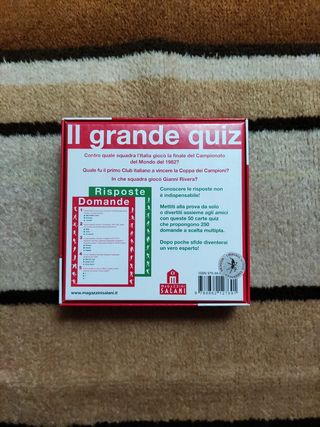 Il grande quiz
Contro quale squadra l'Italia giocò la finale del Campionato
del Mondo del 1982?
Quale fu il primo Club italiano a vincere la Coppa dei Campioni?
In che squadra giocò Gianni Rivera?
Risposte
Domande
Conoscere le risposte non
è indispensabile!
Mettiti alla prova da solo
o divertiti assieme agli amici
con queste 50 carte quiz
che propongono 250
domande a scelta multipla.
Dopo poche sfide diventerai
un vero esperto!
MAGAZZINI
SALANI
www.magazzinisalani.it